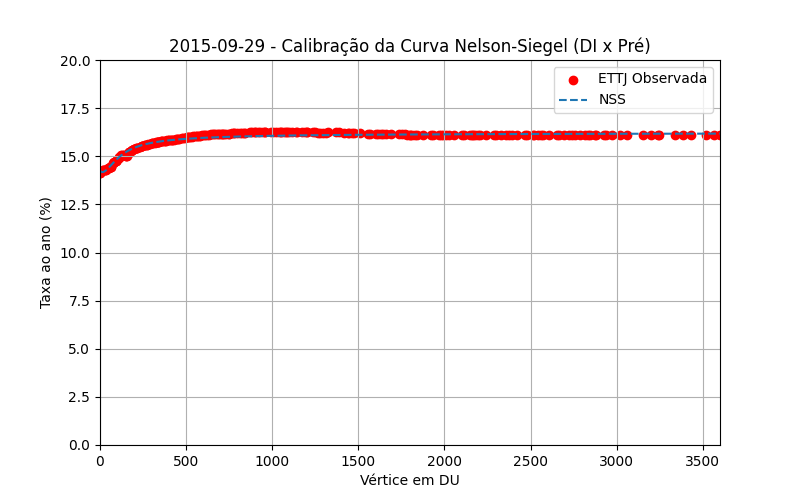 2015-09-29 - Calibração da Curva Nelson-Siegel (DI x Pré)
ETTJ Observada
NSS
Taxa ao ano (%)
20.0
17.5
15.0
12.5
10.0
7.5
5.0
2.5
0.0
0 500 1000 1500 2000 2500 3000 3500
Vértice em DU